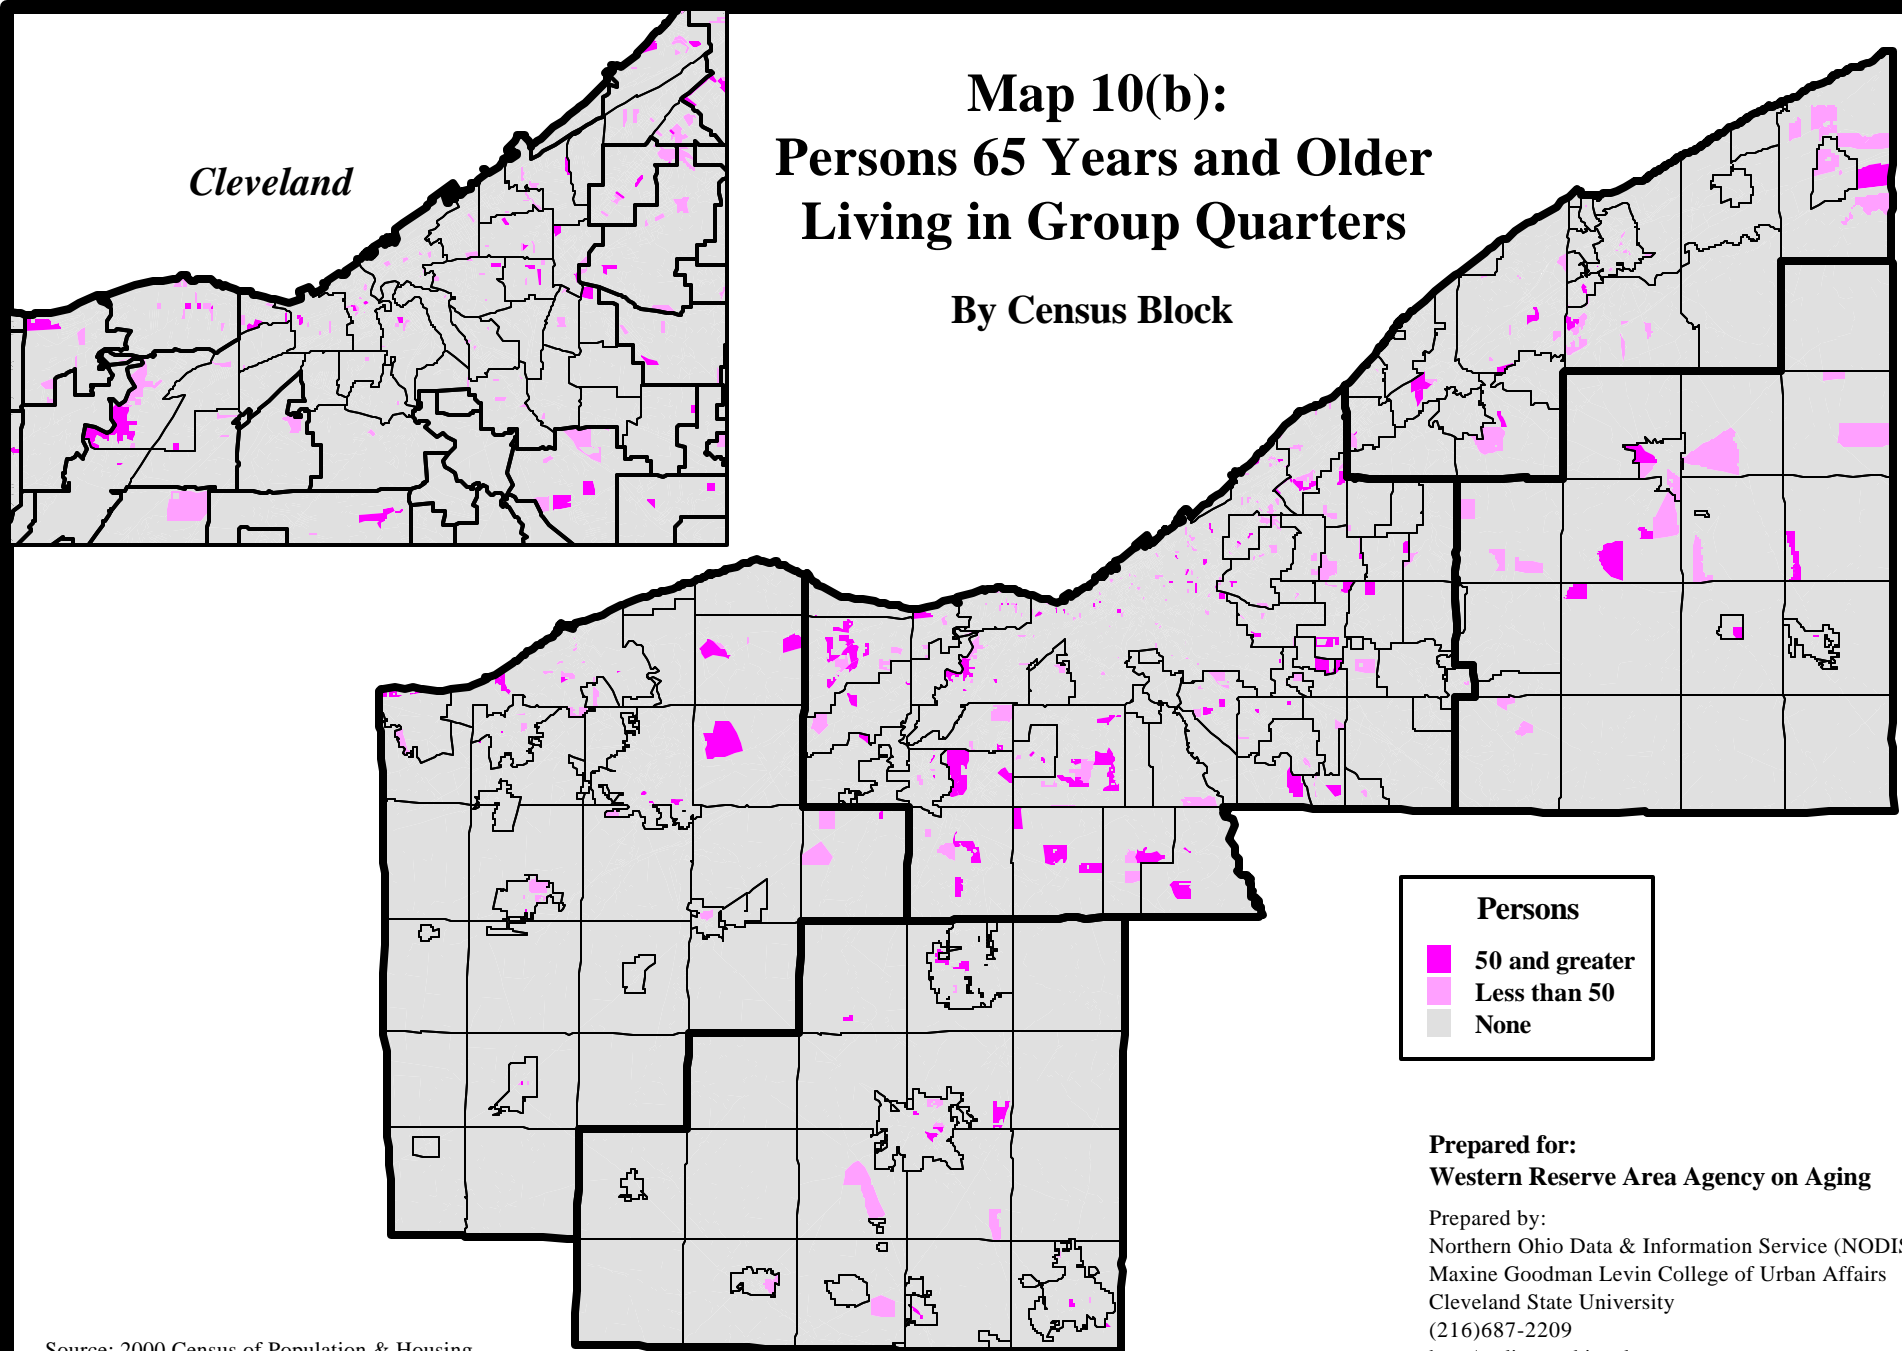 Map 10(b):
Persons 65 Years and Older
Living in Group Quarters
By Census Block
Cleveland
Persons
50 and greater
Less than 50
None
Prepared for:
Western Reserve Area Agency on Aging
Prepared by:
Northern Ohio Data & Information Service (NODIS
Maxine Goodman Levin College of Urban Affairs
Cleveland State University
(216)687-2209
Source: 2000 Census of Population & Housing